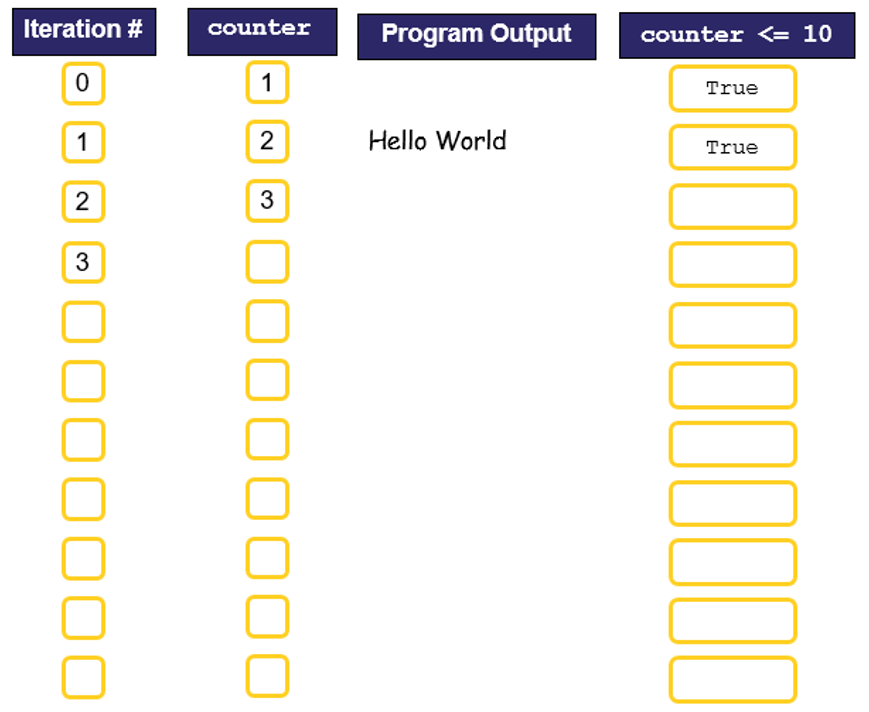 Iteration # counter Program Output counter <= 10
0 1 True
1 2 Hello World True
2 3
3